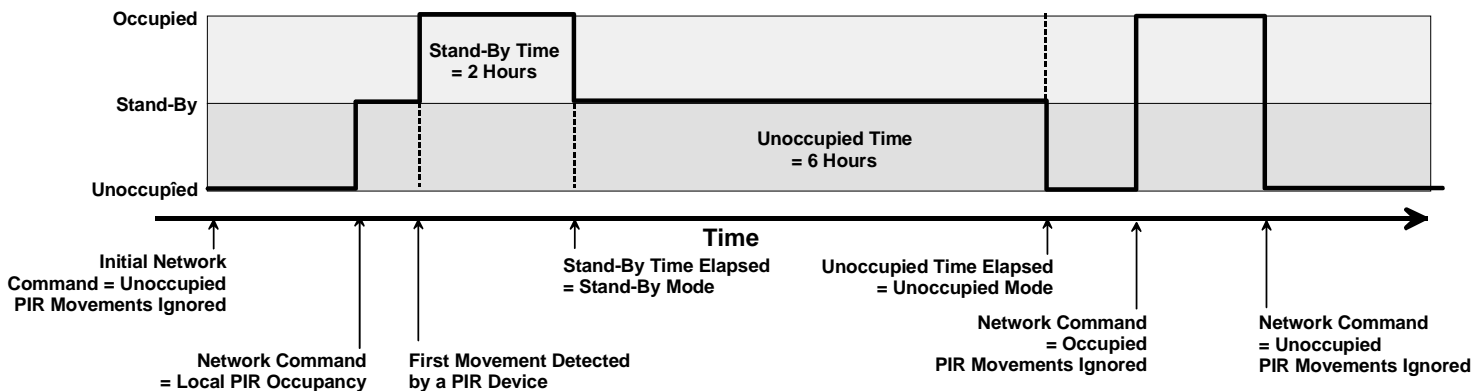 Occupied
Stand-By Time
= 2 Hours
Stand-By
Unoccupied Time
= 6 Hours
Unoccupîed
Time
Initial Network
Command = Unoccupied
PIR Movements Ignored
Stand-By Time Elapsed
= Stand-By Mode
Unoccupied Time Elapsed
= Unoccupied Mode
Network Command
= Local PIR Occupancy
First Movement Detected
by a PIR Device
Network Command
= Occupied
PIR Movements Ignored
Network Command
= Unoccupied
PIR Movements Ignored